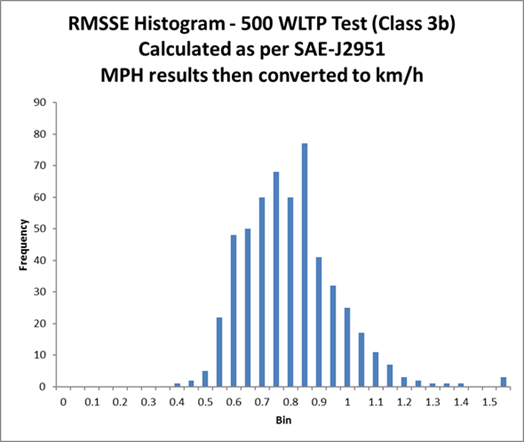 RMSSE Histogram - 500 WLTP Test (Class 3b)
Calculated as per SAE-J2951
MPH results then converted to km/h
90
80
70
60
50
40
30
20
10
0
Frequency
0 0.1 0.2 0.3 0.4 0.5 0.6 0.7 0.8 0.9 1 1.1 1.2 1.3 1.4 1.5
Bin